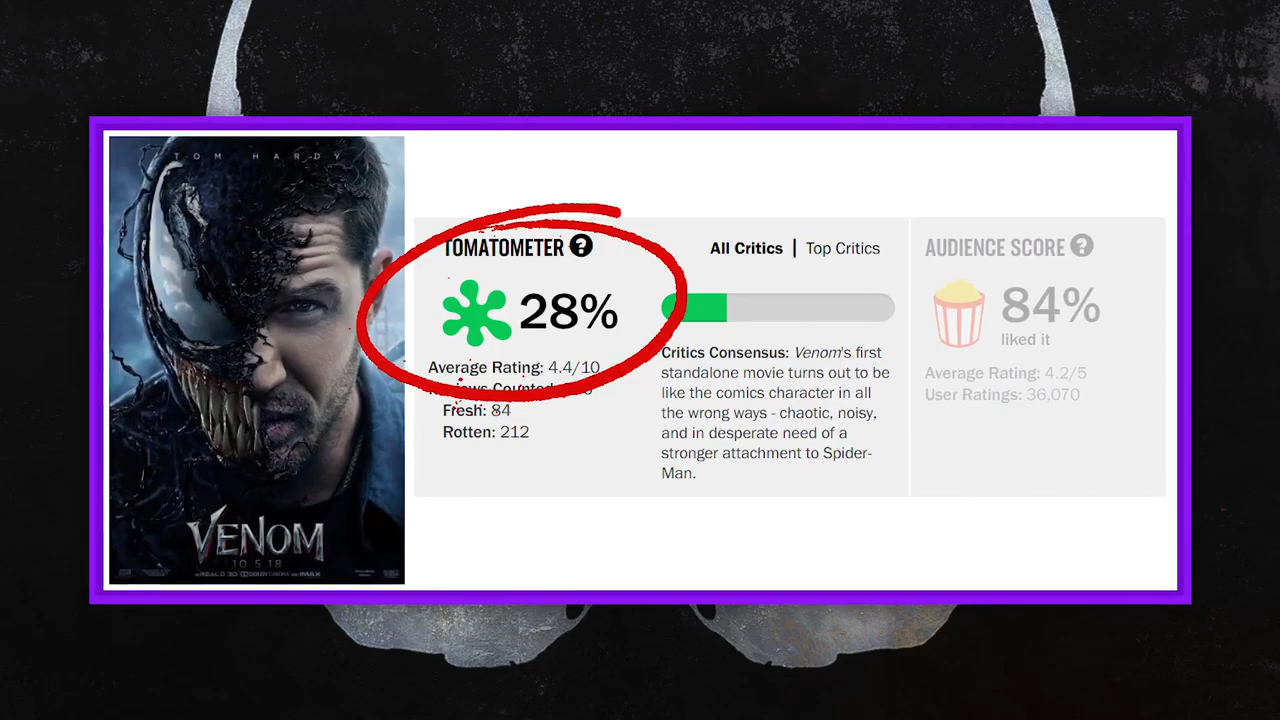 TOM HARDY
VENOM
10 5 18
TOMATOMETER ?
28%
Average Rating: 4.4/10
Fresh: 84
Rotten: 212
All Critics | Top Critics
Critics Consensus: Venom's first
standalone movie turns out to be
like the comics character in all
the wrong ways - chaotic, noisy,
and in desperate need of a
stronger attachment to Spider-
Man.
AUDIENCE SCORE ?
84%
liked it
Average Rating: 4.2/5
User Ratings: 36,070